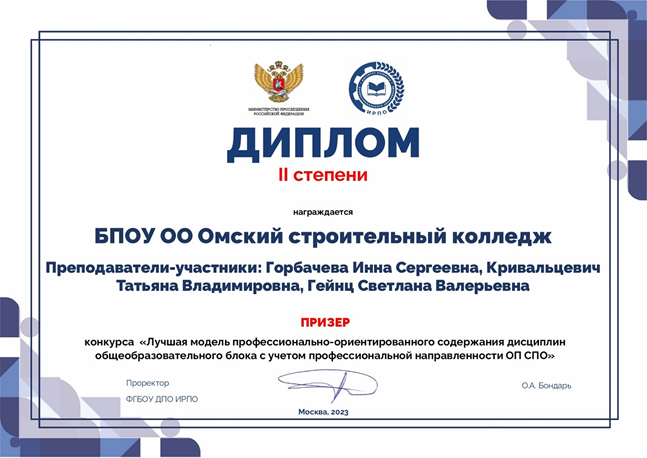 МИНИСТЕРСТВО ПРОСВЕЩЕНИЯ
РОССИЙСКОЙ ФЕДЕРАЦИИ
ИРПО
ДИПЛОМ
II степени
награждается
БПОУ ОО Омский строительный колледж
Преподаватели-участники: Горбачева Инна Сергеевна, Кривальцевич
Татьяна Владимировна, Гейнц Светлана Валерьевна
ПРИЗЕР
конкурса «Лучшая модель профессионально-ориентированного содержания дисциплин
общеобразовательного блока с учетом профессиональной направленности ОП СПО»
Проректор
ФГБОУ ДПО ИРПО
О.А. Бондарь
Москва, 2023